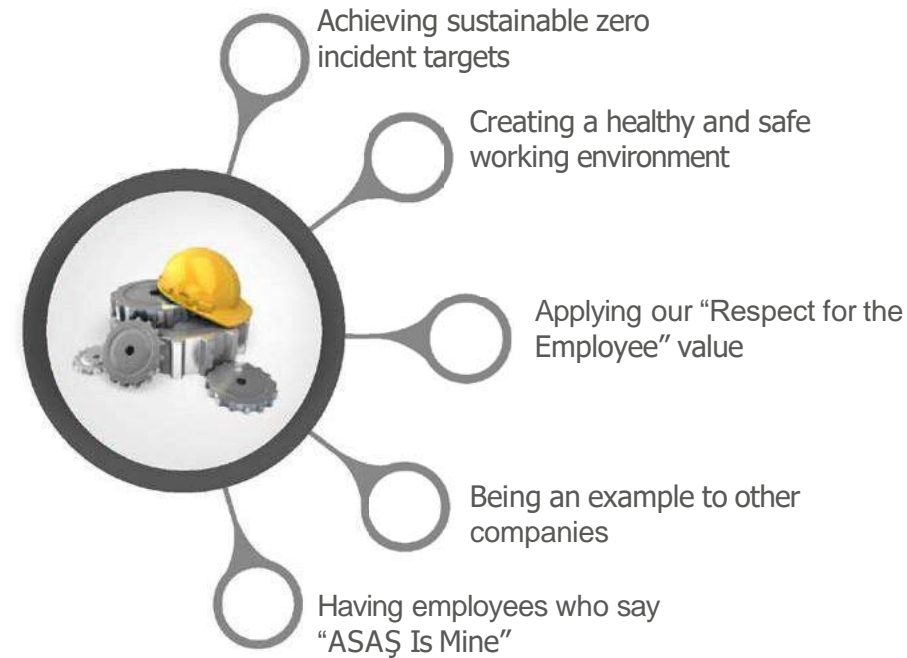 Achieving sustainable zero
incident targets
Creating a healthy and safe
working environment
Applying our “Respect for the
Employee” value
Being an example to other
companies
Having employees who say
“ASAŞ Is Mine”